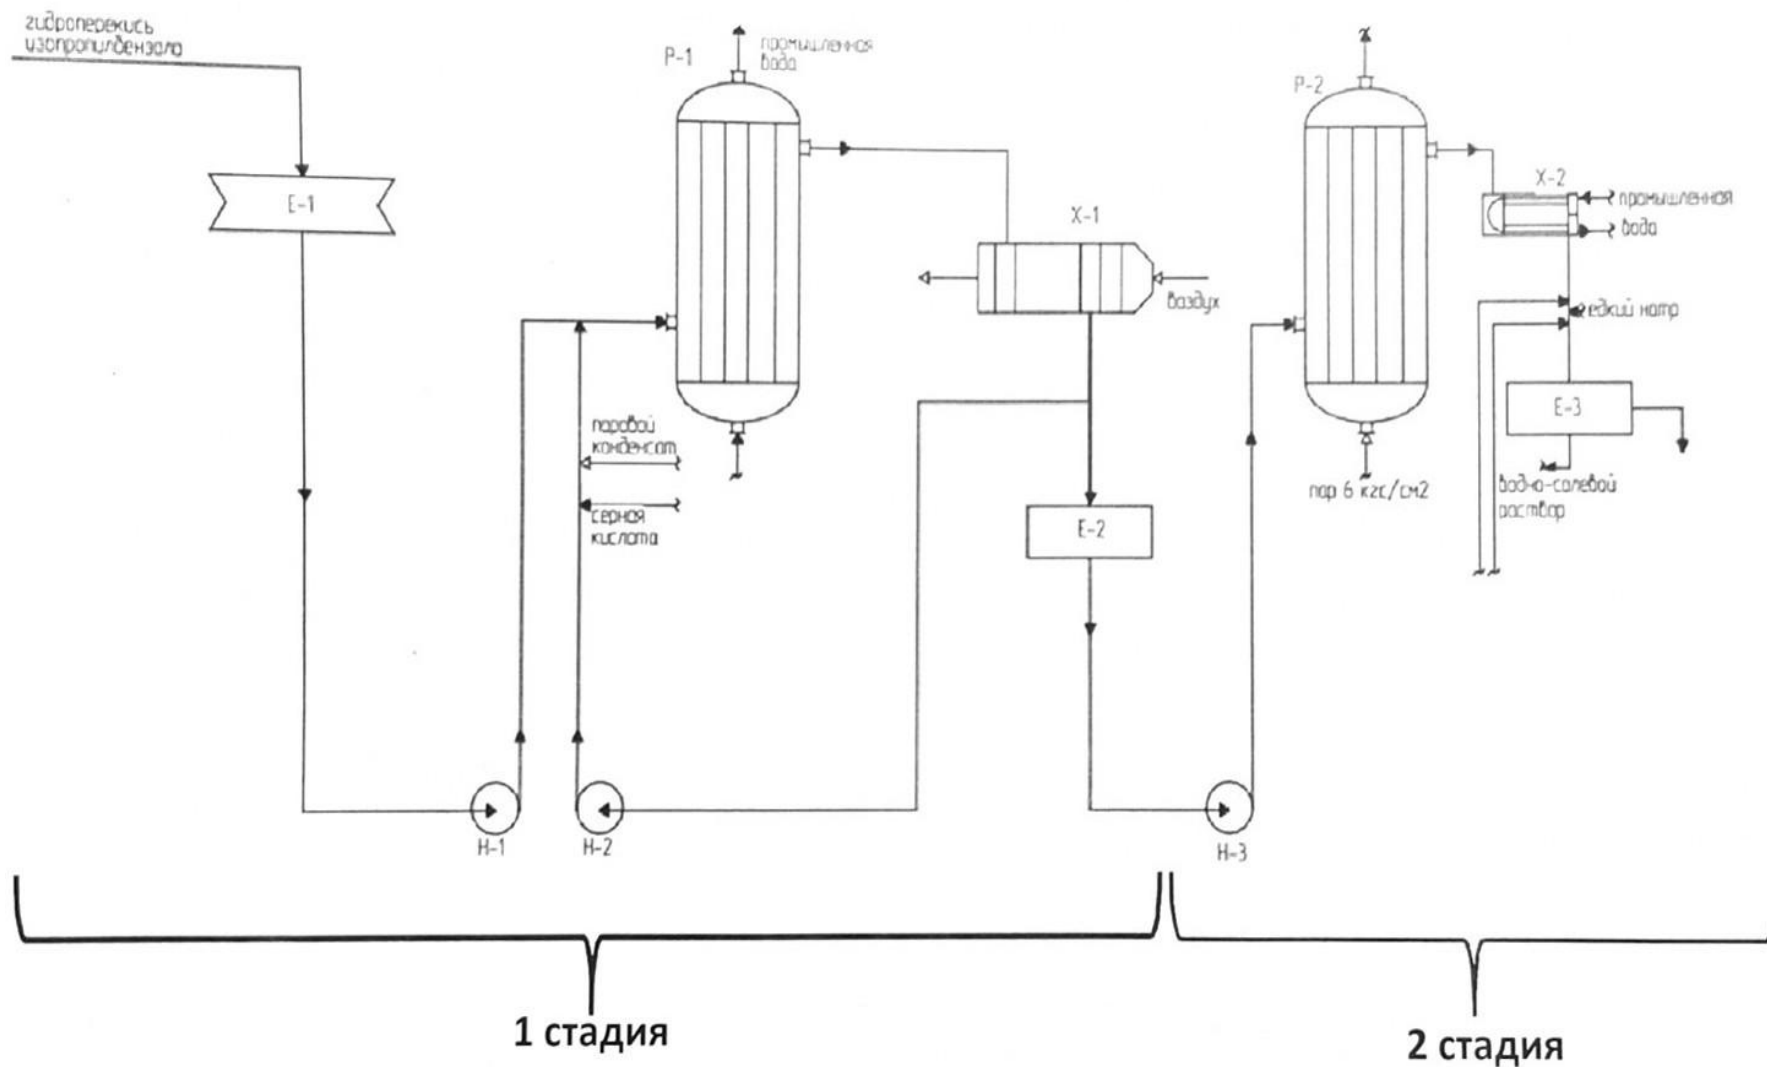 гидроперекись
изопропилбензола
Е-1
Р-1
промышленная
вода
Х-1
воздух
паровой
конденсат
серная
кислота
Е-2
Н-1
Н-2
Н-3
Р-2
пар 6 кгс/см2
Х-2
промышленная
вода
едкий натр
Е-3
водно-солевой
раствор
1 стадия
2 стадия